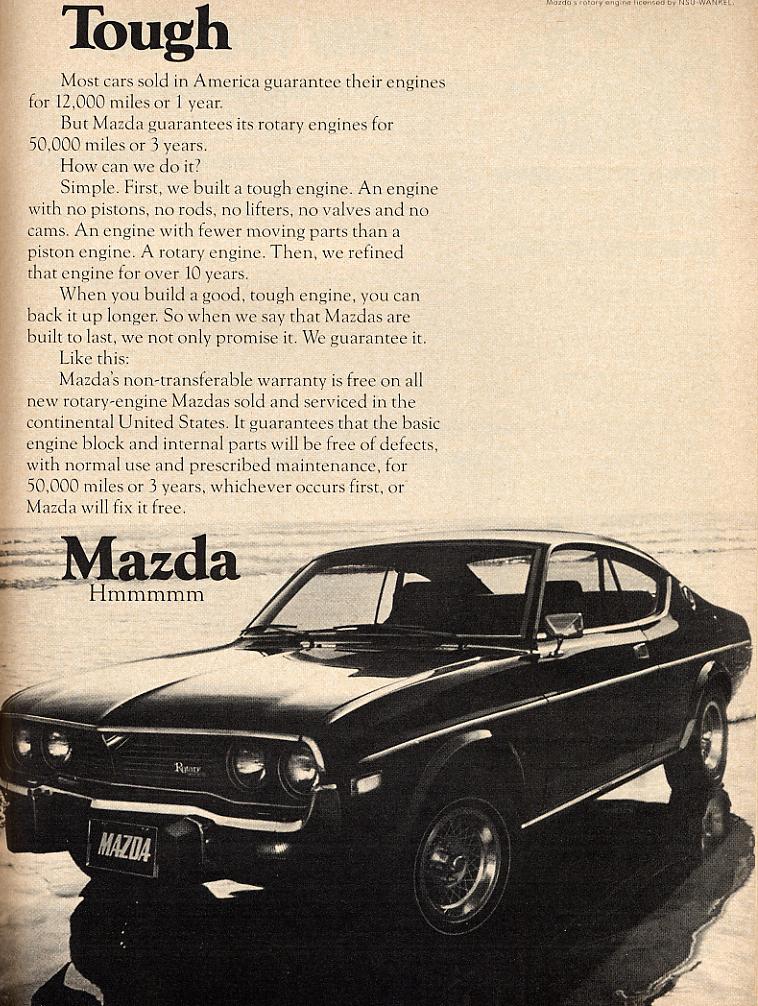 Mazda's rotary engine licensed by NSU-WANKEL.
Tough
Most cars sold in America guarantee their engines
for 12,000 miles or 1 year.
But Mazda guarantees its rotary engines for
50,000 miles or 3 years.
How can we do it?
Simple. First, we built a tough engine. An engine
with no pistons, no rods, no lifters, no valves and no
cams. An engine with fewer moving parts than a
piston engine. A rotary engine. Then, we refined
that engine for over 10 years.
When you build a good, tough engine, you can
back it up longer. So when we say that Mazdas are
built to last, we not only promise it. We guarantee it.
Like this:
Mazda's non-transferable warranty is free on all
new rotary-engine Mazdas sold and serviced in the
continental United States. It guarantees that the basic
engine block and internal parts will be free of defects,
with normal use and prescribed maintenance, for
50,000 miles or 3 years, whichever occurs first, or
Mazda will fix it free.
Mazda
Hmmmmm
Rotary
MAZDA